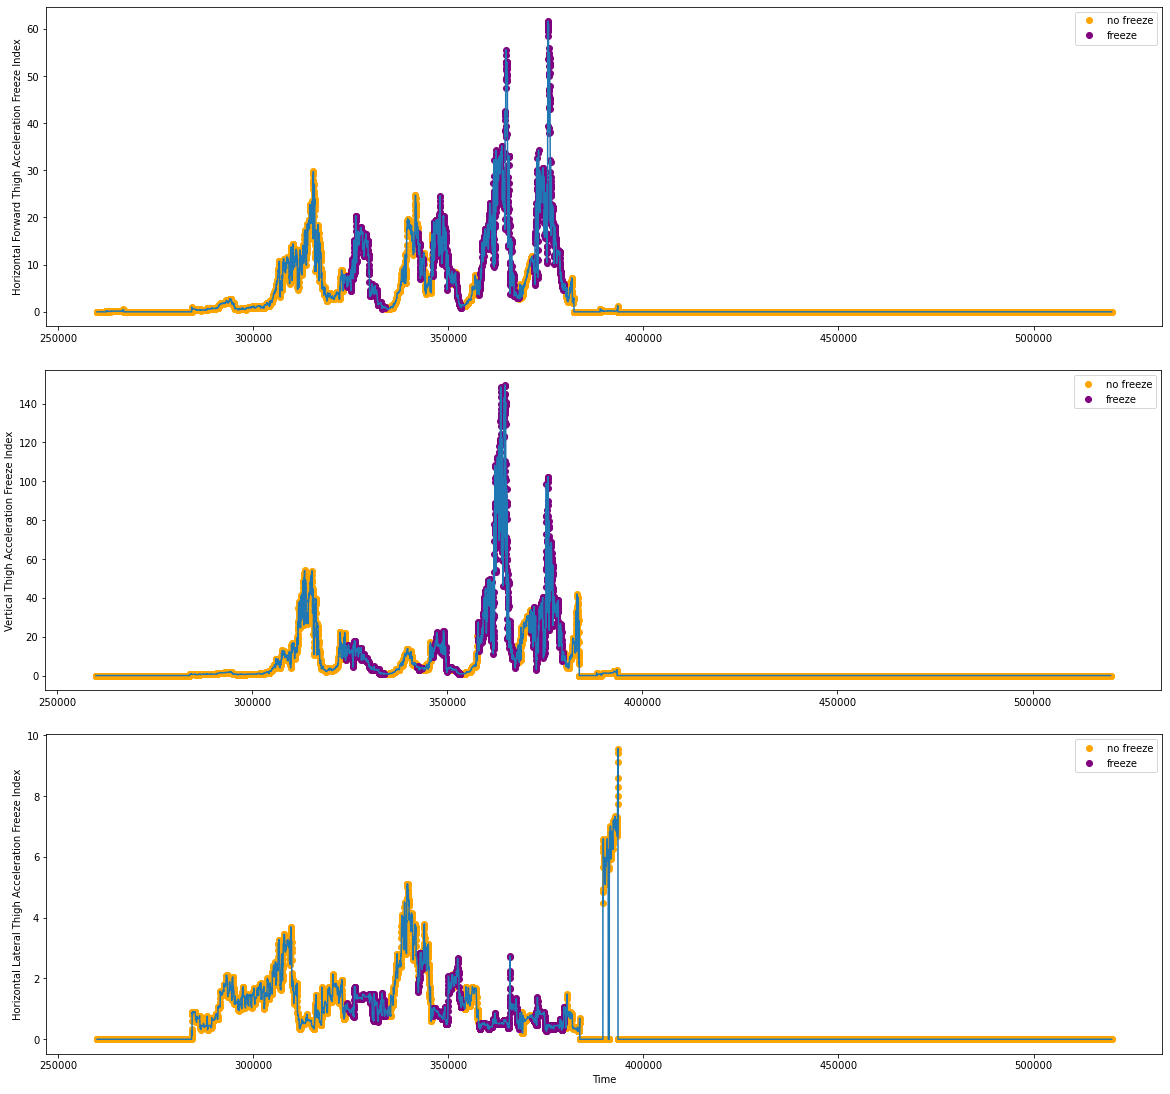 Horizontal Forward Thigh Acceleration Freeze Index
60
50
40
30
20
10
0
no freeze
freeze
250000 300000 350000 400000 450000 500000
Vertical Thigh Acceleration Freeze Index
140
120
100
80
60
40
20
0
no freeze
freeze
250000 300000 350000 400000 450000 500000
Horizontal Lateral Thigh Acceleration Freeze Index
10
8
6
4
2
0
no freeze
freeze
250000 300000 350000 400000 450000 500000
Time